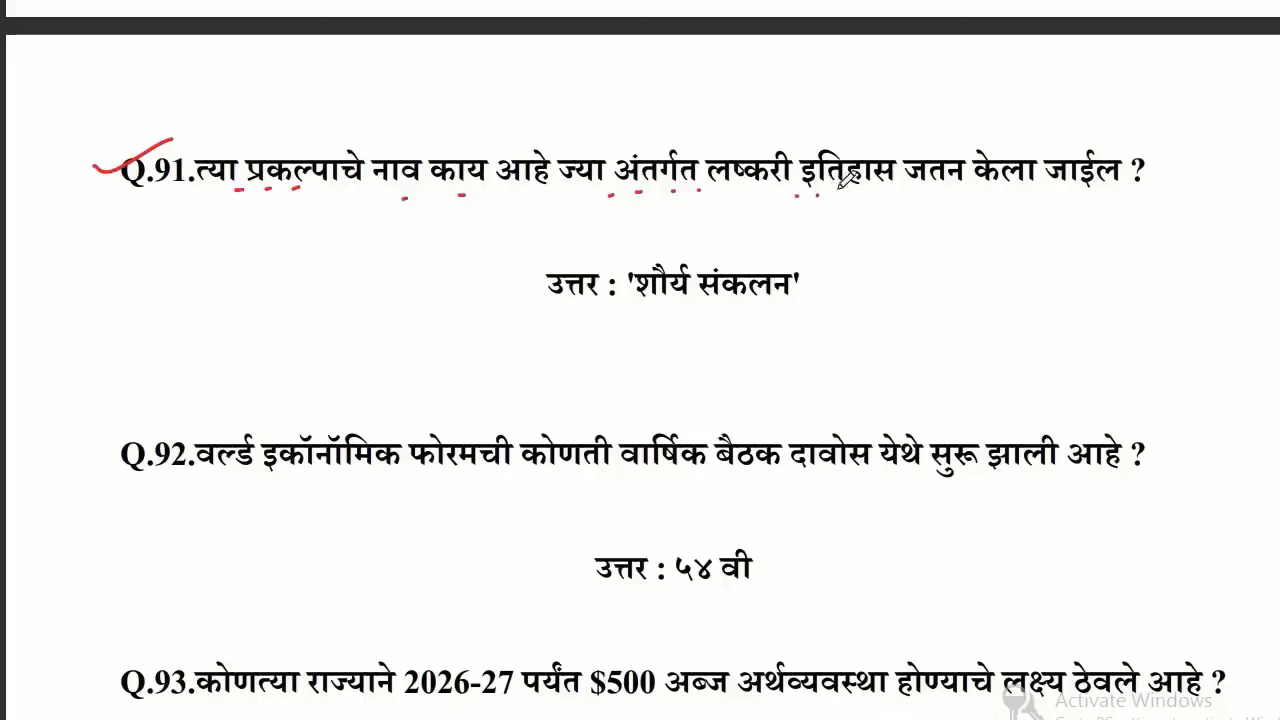 Q.91.त्या प्रकल्पाचे नाव काय आहे ज्या अंतर्गत लष्करी इतिहास जतन केला जाईल ?
उत्तर : 'शौर्य संकलन'
Q.92.वर्ल्ड इकॉनॉमिक फोरमची कोणती वार्षिक बैठक दावोस येथे सुरू झाली आहे ?
उत्तर : ५४ वी
Q.93.कोणत्या राज्याने 2026-27 पर्यंत $500 अब्ज अर्थव्यवस्था होण्याचे लक्ष्य ठेवले आहे ?
Activate Windows